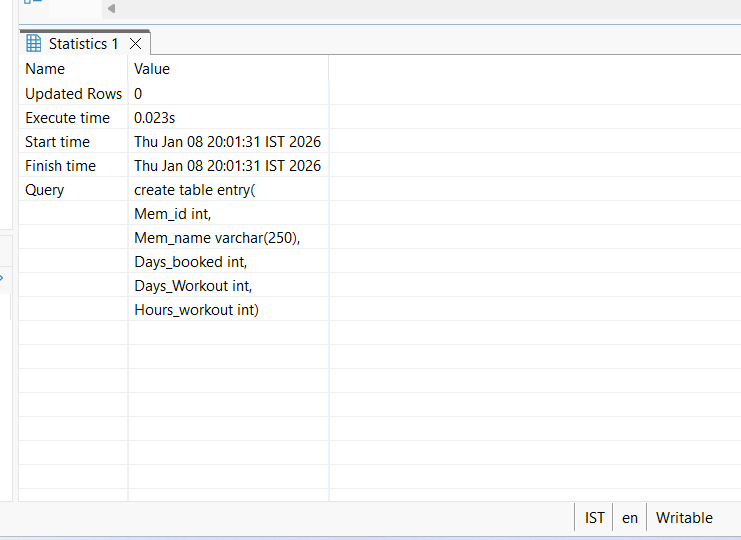 Statistics 1
Name Value
Updated Rows 0
Execute time 0.023s
Start time Thu Jan 08 20:01:31 IST 2026
Finish time Thu Jan 08 20:01:31 IST 2026
Query create table entry(
Mem_id int,
Mem_name varchar(250),
Days_booked int,
Days_Workout int,
Hours_workout int)
IST en Writable